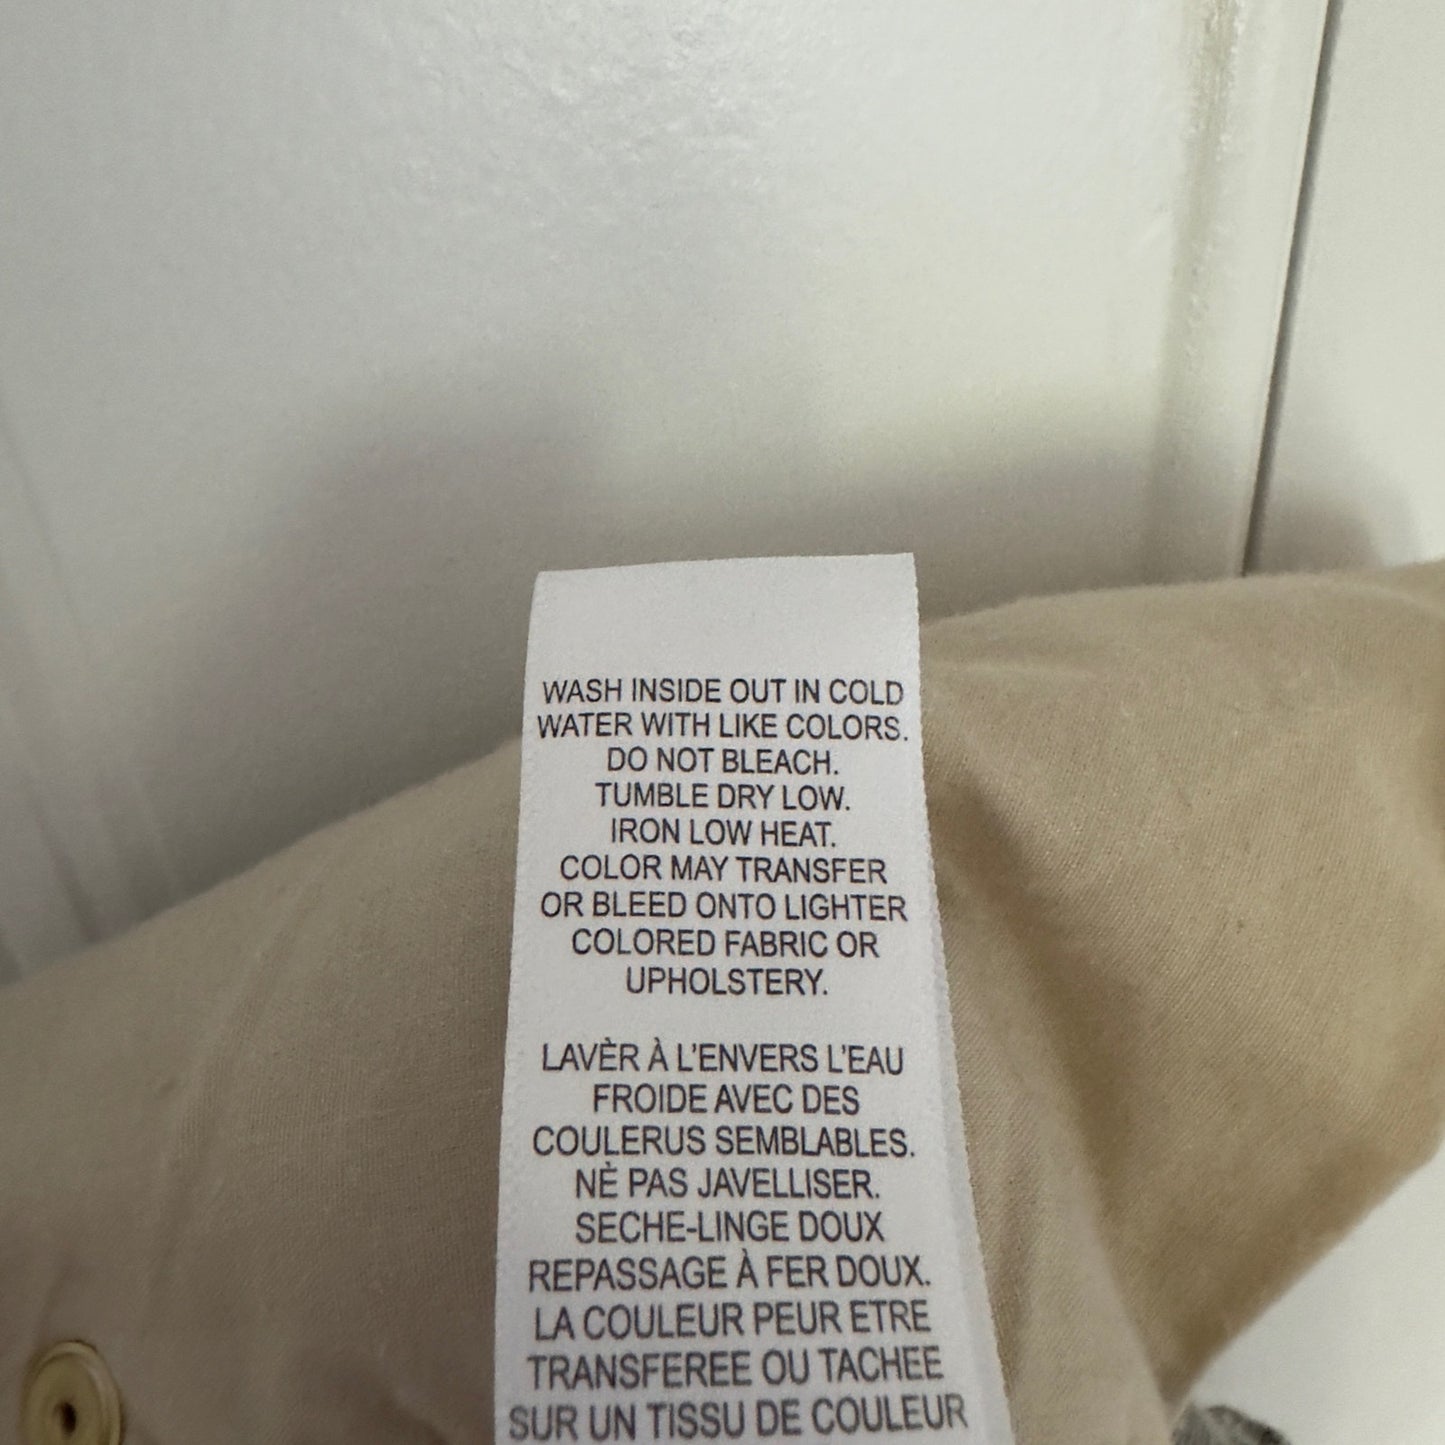 WASH INSIDE OUT IN COLD
WATER WITH LIKE COLORS.
DO NOT BLEACH.
TUMBLE DRY LOW.
IRON LOW HEAT.
COLOR MAY TRANSFER
OR BLEED ONTO LIGHTER
COLORED FABRIC OR
UPHOLSTERY.
LAVÈR À L'ENVERS L'EAU
FROIDE AVEC DES
COULERUS SEMBLABLES.
NÈ PAS JAVELLISER.
SECHE-LINGE DOUX
REPASSAGE À FER DOUX.
LA COULEUR PEUR ETRE
TRANSFEREE OU TACHEE
SUR UN TISSU DE COULEUR